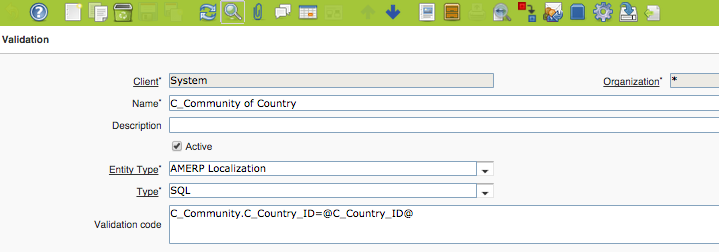 Validation
Client* System Organization* *
Name* C_Community of Country
Description
Active
Entity Type* AMERP Localization
Type* SQL
Validation code C_Community.C_Country_ID=@C_Country_ID@